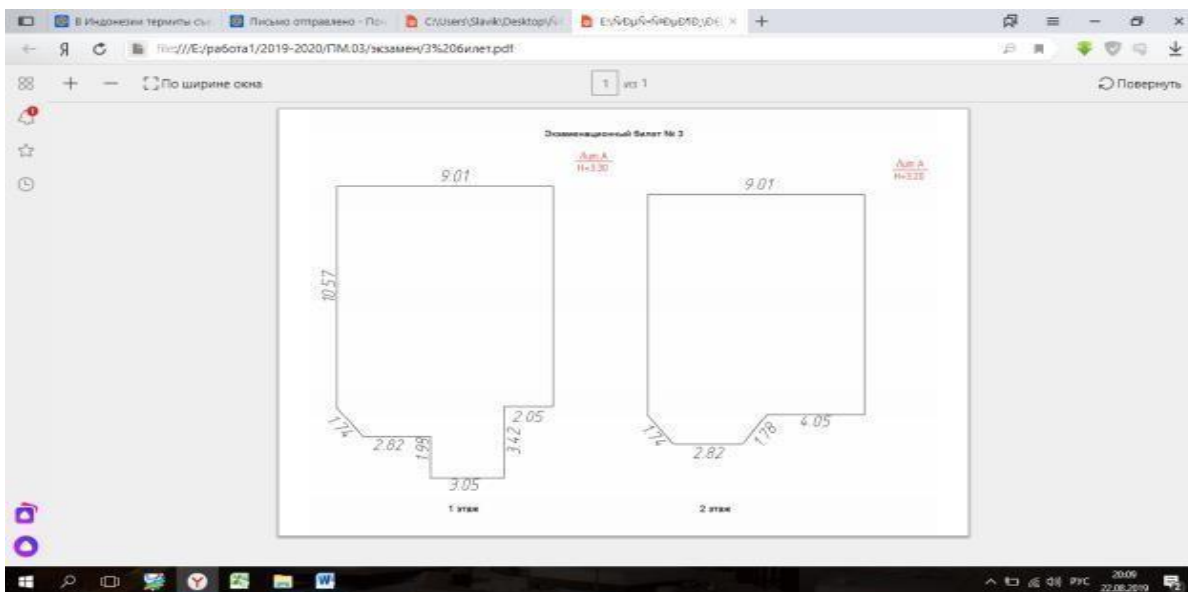 В Индонезии термиты
Письмо отправлено - По
C:\Users\Slavik\Desktop\
file:///E:/работа1/2019-2020/ПМ.03/экзамен/3%20билет.pdf
По ширине окна
1 из 1
Повернуть
Экзаменационный билет № 3
Лит.А
H=3.30
Лит.А
9.01
9.01
10.57
2.05
1.74
2.82
1.99
3.42
3.05
1.74
2.82
1.78
4.05
1 этаж
2 этаж
РУС
20:09
22.08.2019